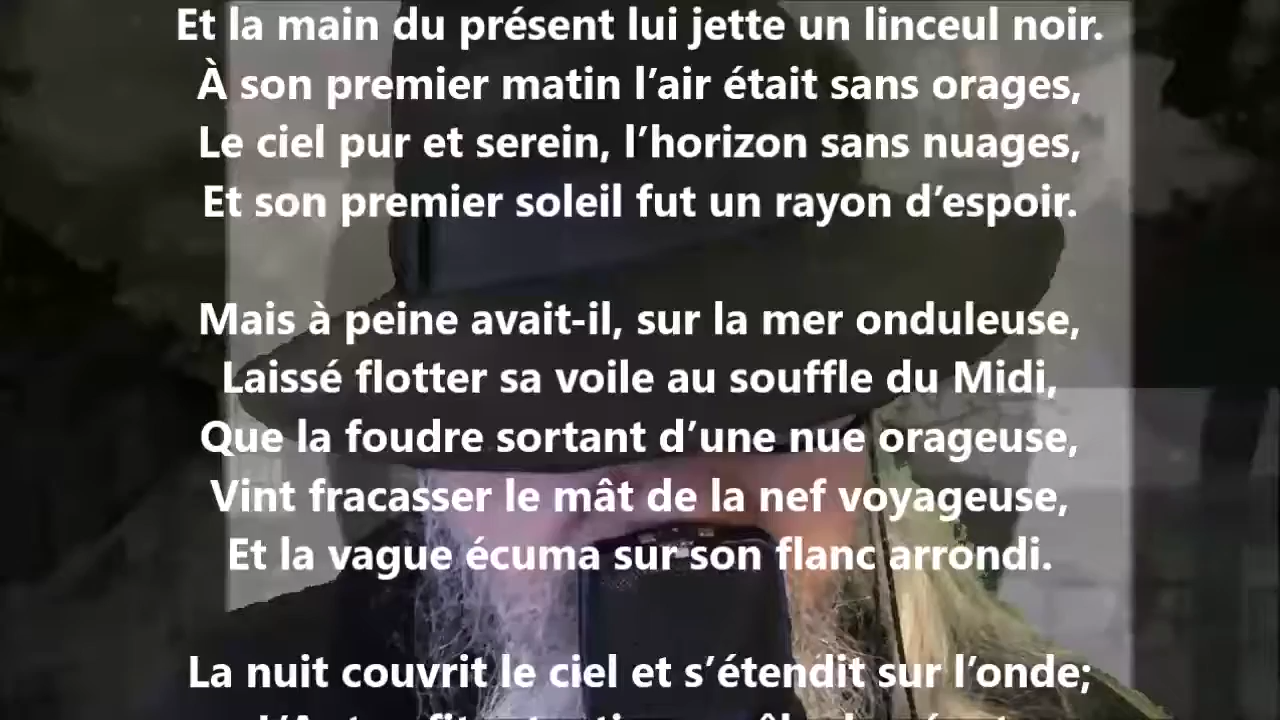 Et la main du présent lui jette un linceul noir.
À son premier matin l’air était sans orages,
Le ciel pur et serein, l’horizon sans nuages,
Et son premier soleil fut un rayon d’espoir.
Mais à peine avait-il, sur la mer onduleuse,
Laissé flotter sa voile au souffle du Midi,
Que la foudre sortant d’une nue orageuse,
Vint fracasser le mât de la nef voyageuse,
Et la vague écuma sur son flanc arrondi.
La nuit couvrit le ciel et s’étendit sur l’onde;